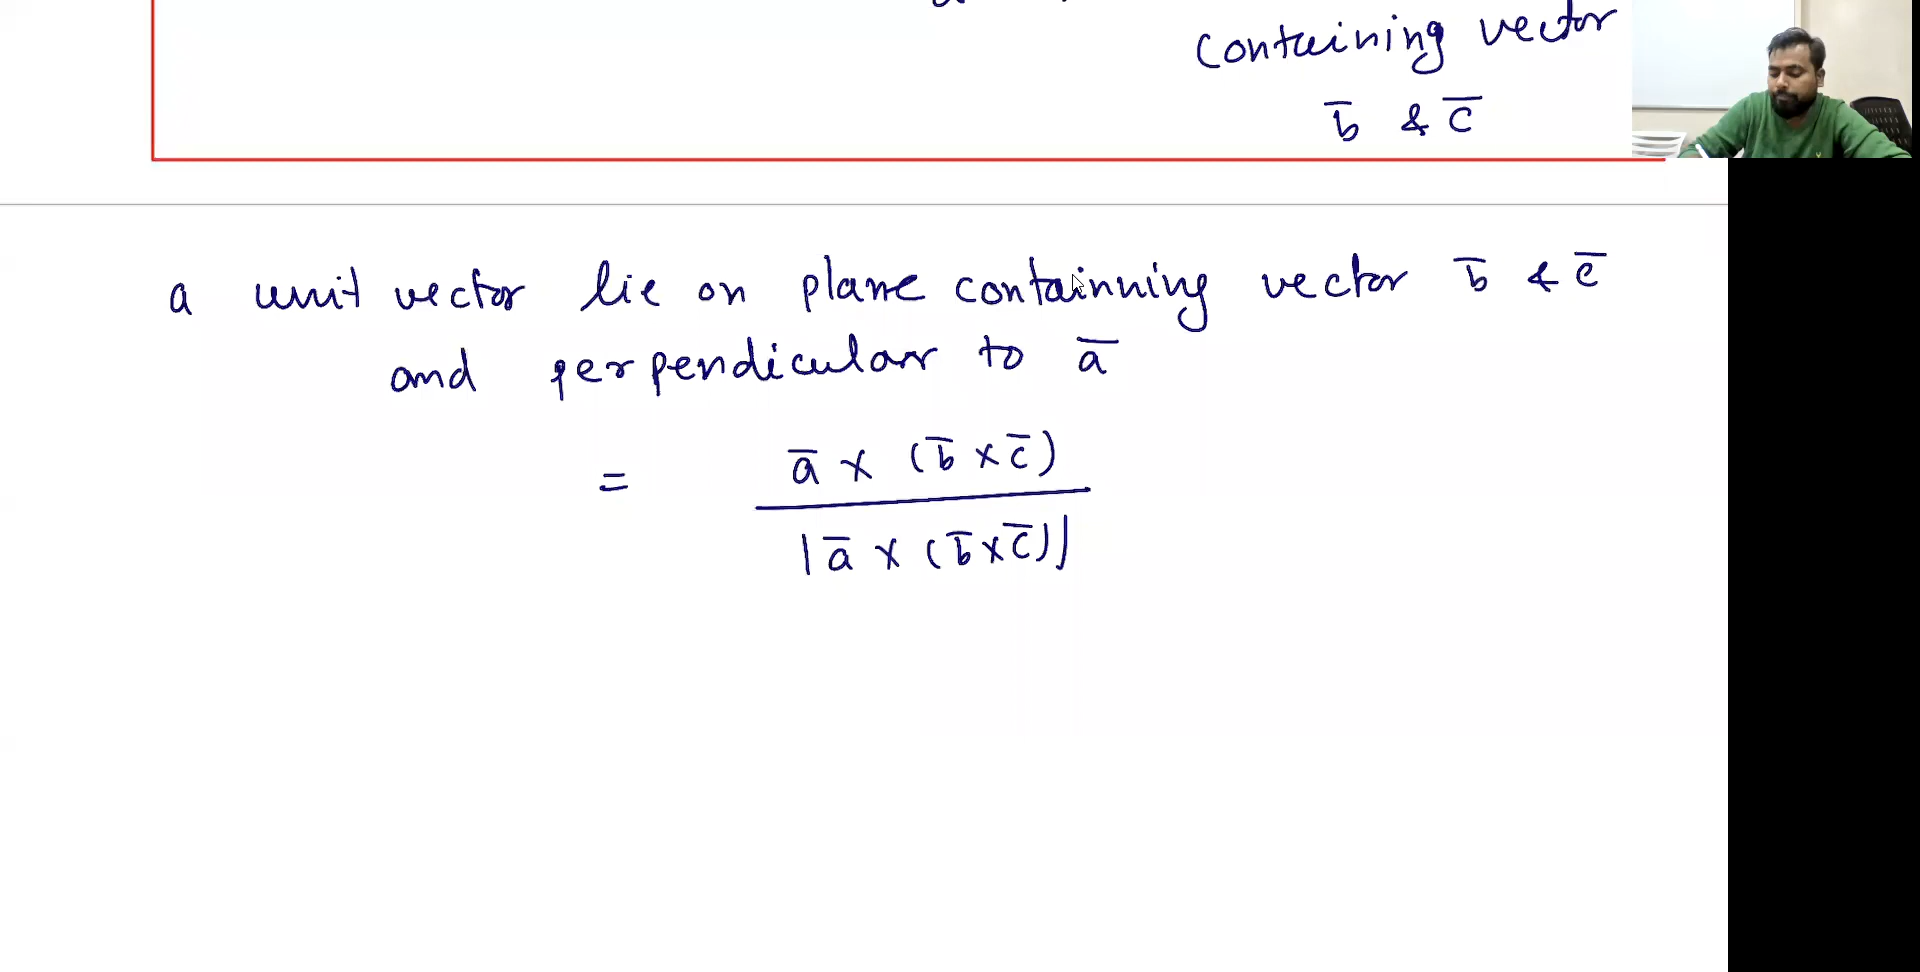 containing vector
b̄ & c̄
a unit vector lie on plane containning vector b̄ & c̄
and perpendicular to ā
= ā × (b̄ × c̄)
|ā × (b̄ × c̄)|